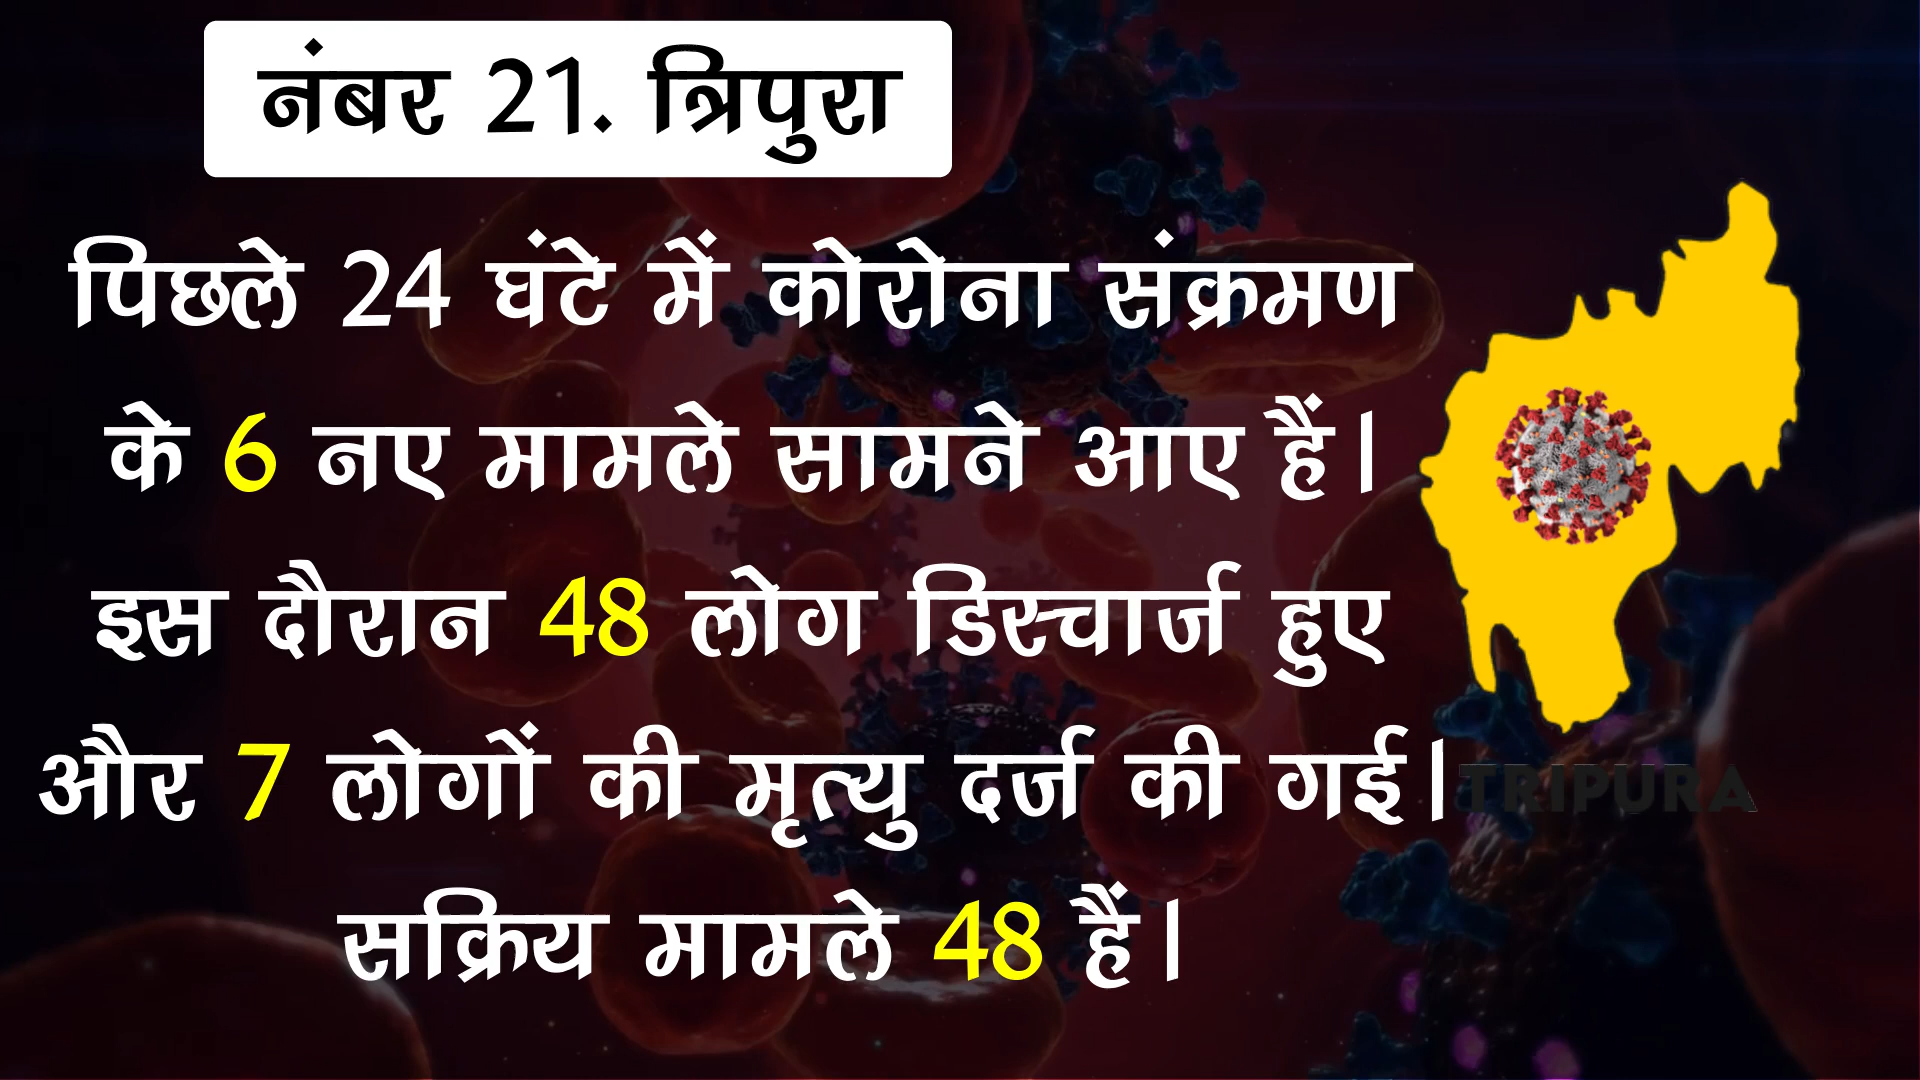 नंबर 21. त्रिपुरा
पिछले 24 घंटे में कोरोना संक्रमण
के 6 नए मामले सामने आए हैं।
इस दौरान 48 लोग डिस्चार्ज हुए
और 7 लोगों की मृत्यु दर्ज की गई।
TRIPURA
सक्रिय मामले 48 हैं।